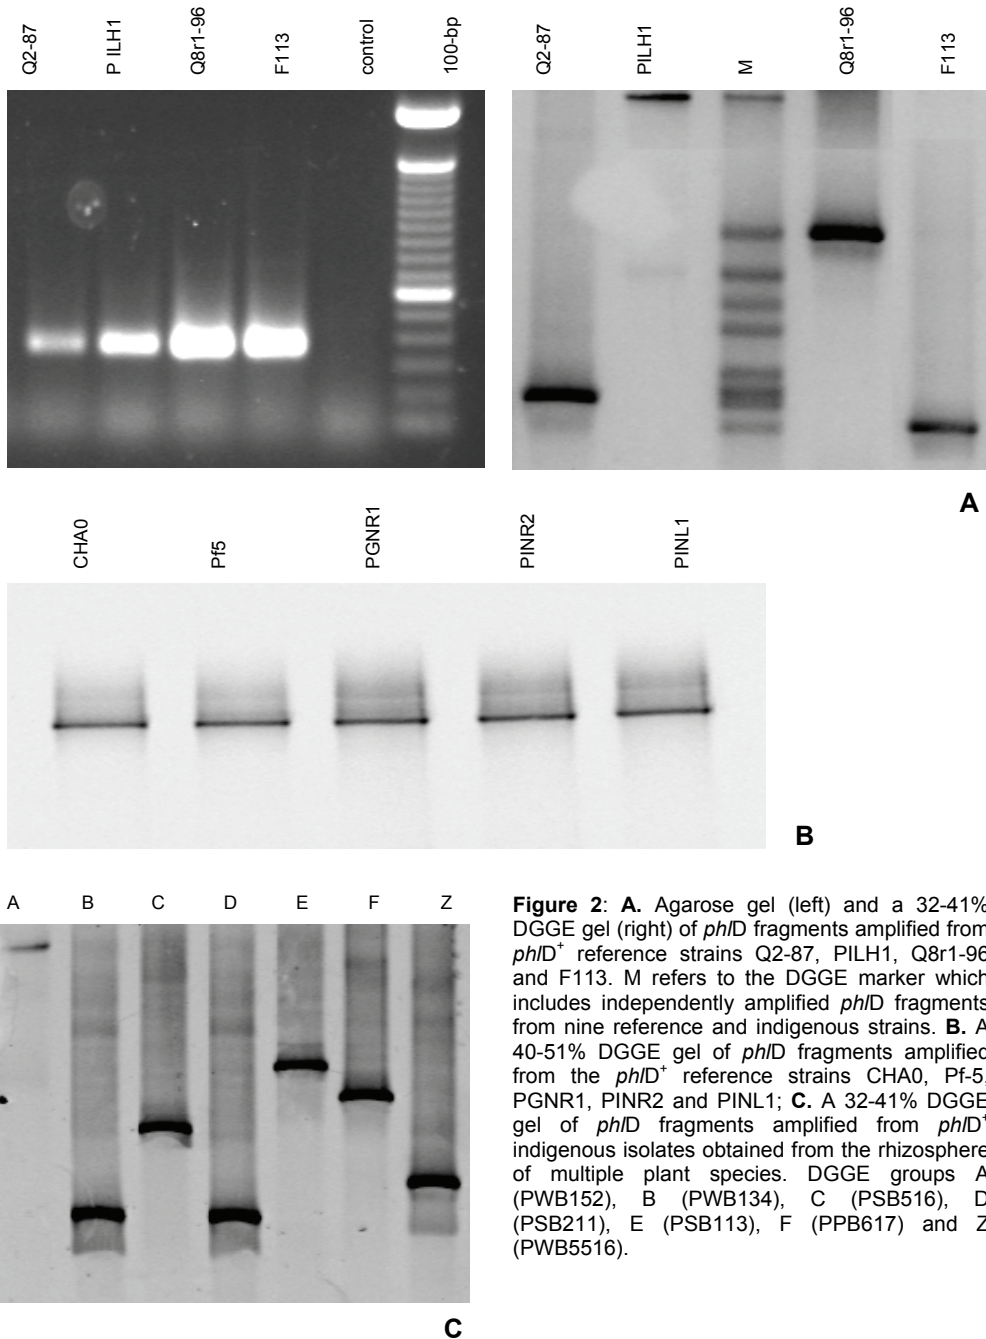 Q2-87 P ILH1 Q8r1-96 F113 control 100-bp
Q2-87 PILH1 M Q8r1-96 F113
A
CHA0 Pf5 PGNR1 PINR2 PINL1
B
A B C D E F Z
C
Figure 2: A. Agarose gel (left) and a 32-41%
DGGE gel (right) of phlD fragments amplified from
phlD⁺ reference strains Q2-87, PILH1, Q8r1-96
and F113. M refers to the DGGE marker which
includes independently amplified phlD fragments
from nine reference and indigenous strains. B. A
40-51% DGGE gel of phlD fragments amplified
from the phlD⁺ reference strains CHA0, Pf-5,
PGNR1, PINR2 and PINL1; C. A 32-41% DGGE
gel of phlD fragments amplified from phlD⁺
indigenous isolates obtained from the rhizosphere
of multiple plant species. DGGE groups A
(PWB152), B (PWB134), C (PSB516), D
(PSB211), E (PSB113), F (PPB617) and Z
(PWB5516).